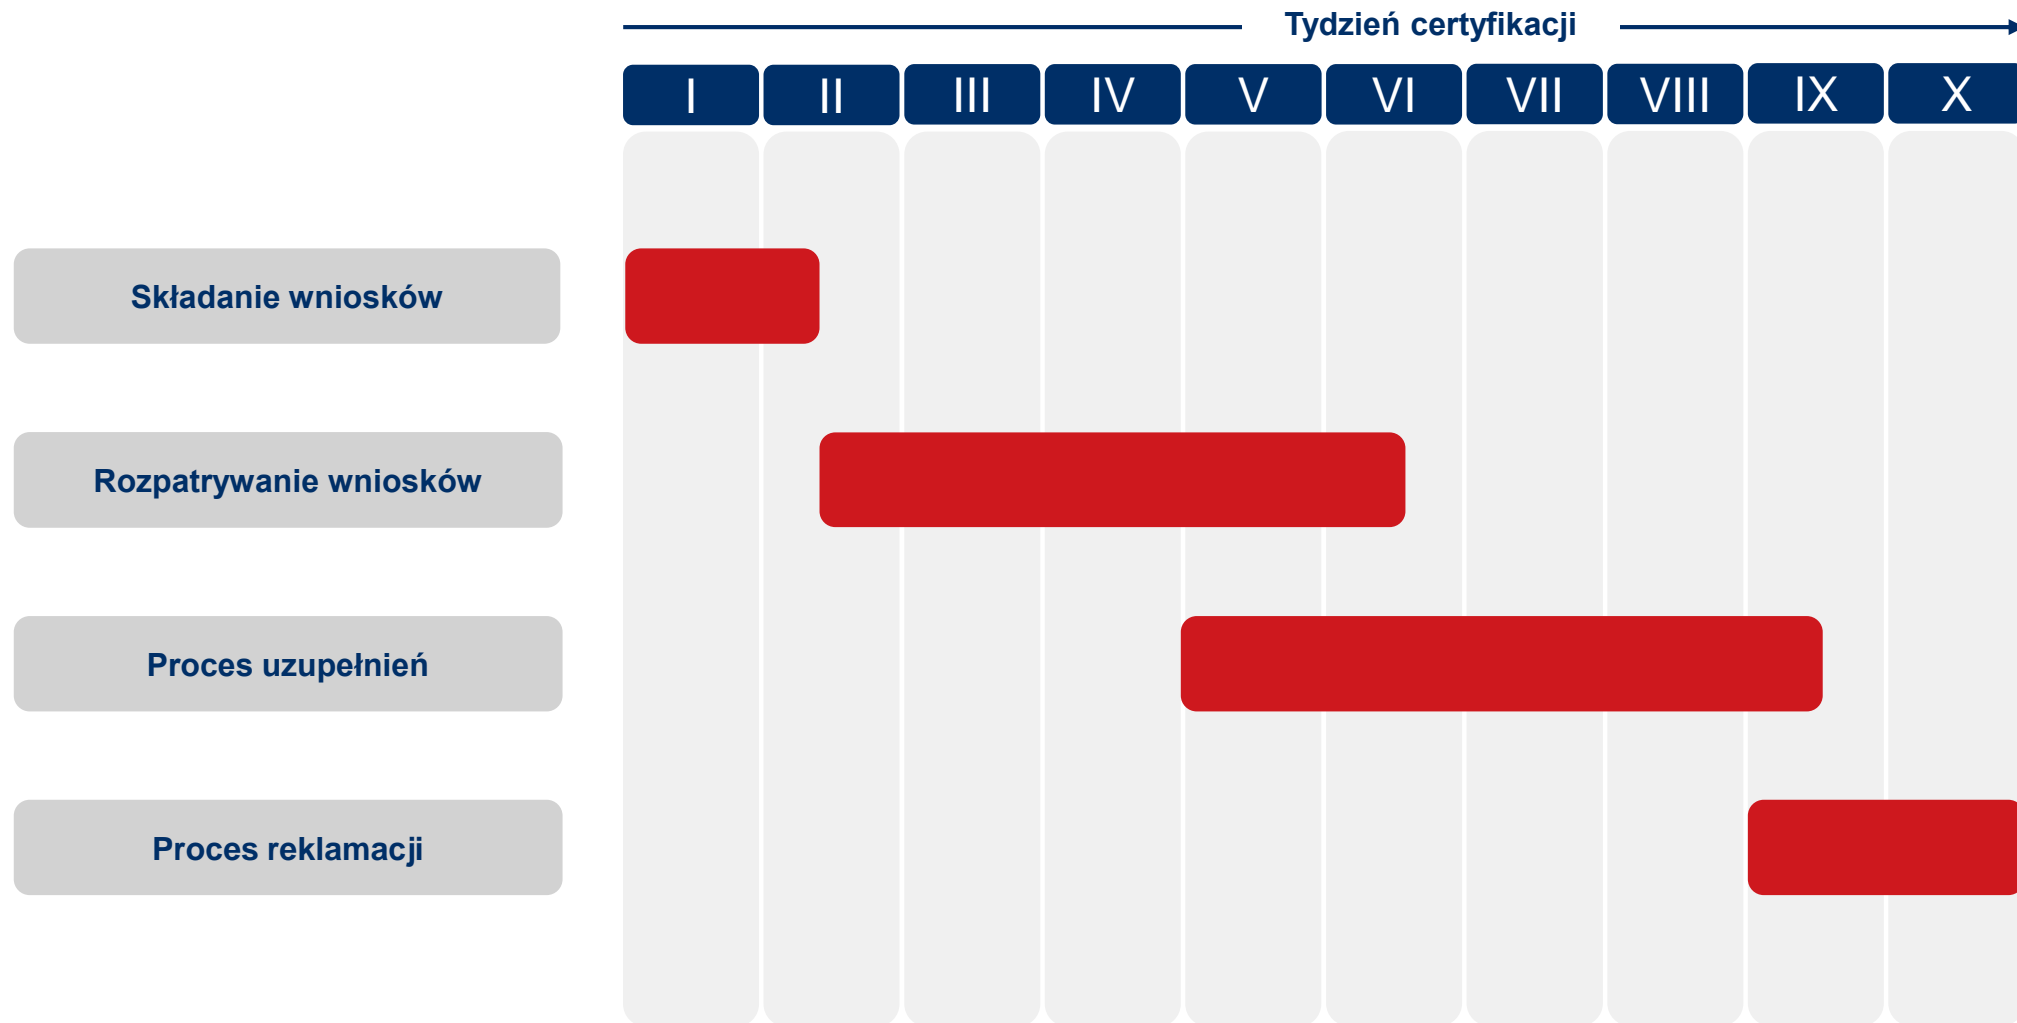 Tydzień certyfikacji
I II III IV V VI VII VIII IX X
Składanie wniosków
Rozpatrywanie wniosków
Proces uzupełnień
Proces reklamacji